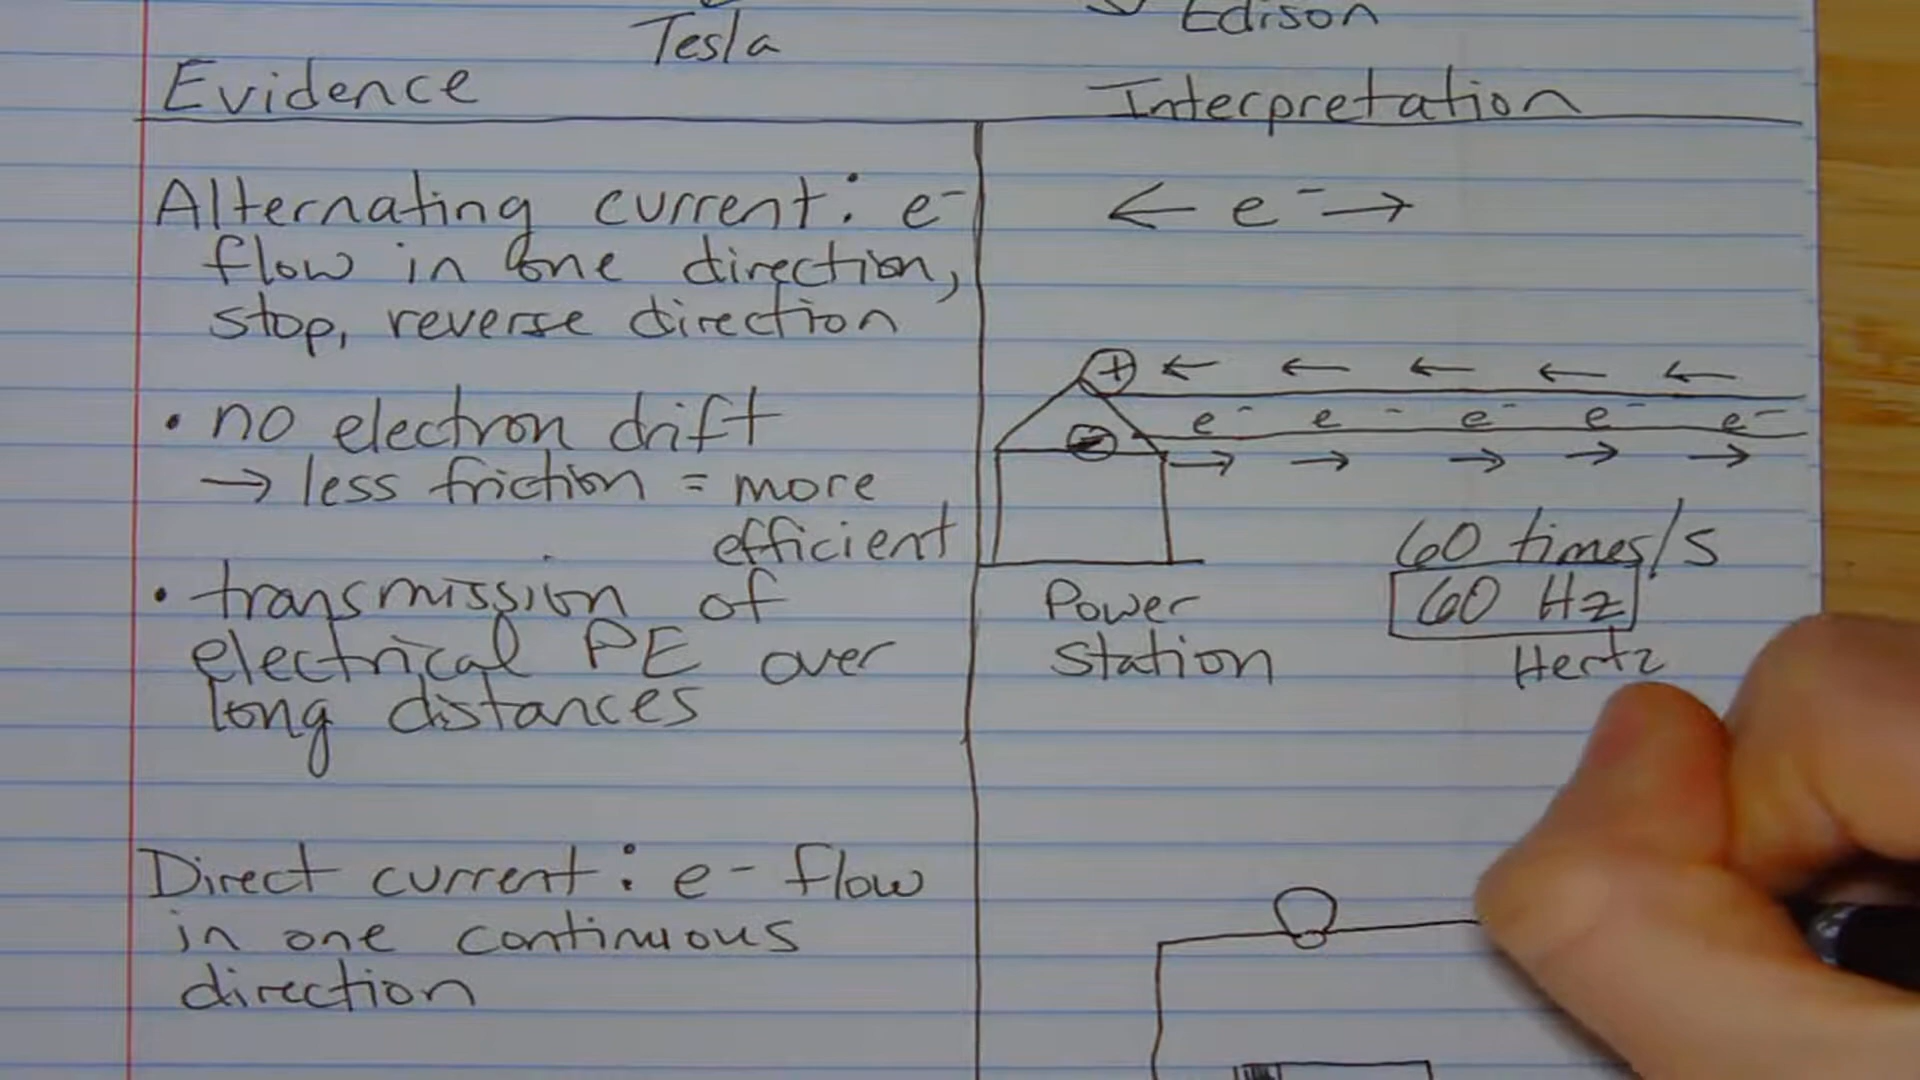 Tesla
Edison
Evidence
Interpretation
Alternating current: e-
flow in one direction,
stop, reverse direction
← e- →
• no electron drift
→ less friction = more
efficient
• transmission of
electrical PE over
long distances
+ ← ← ← ← ←
- e- e- e- e- e-
→ → → → →
60 times/s
60 Hz
Hertz
Power
Station
Direct current: e- flow
in one continuous
direction